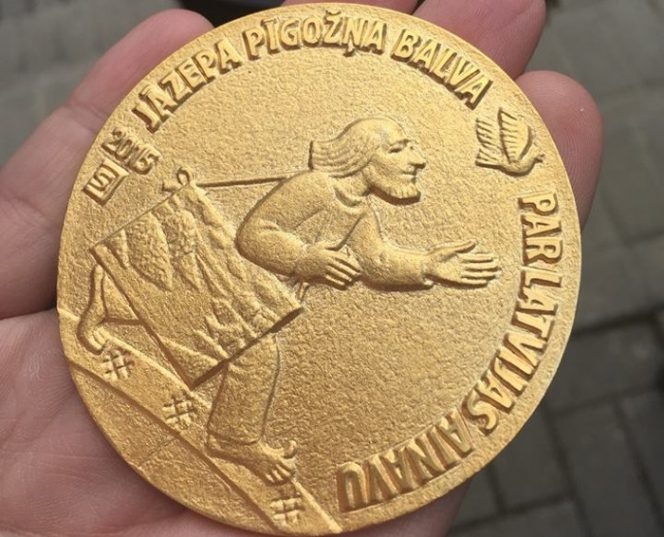 JĀZEPA PĪGOŽŅA BALVA
PAR LATVIJAS AINAVU
2015